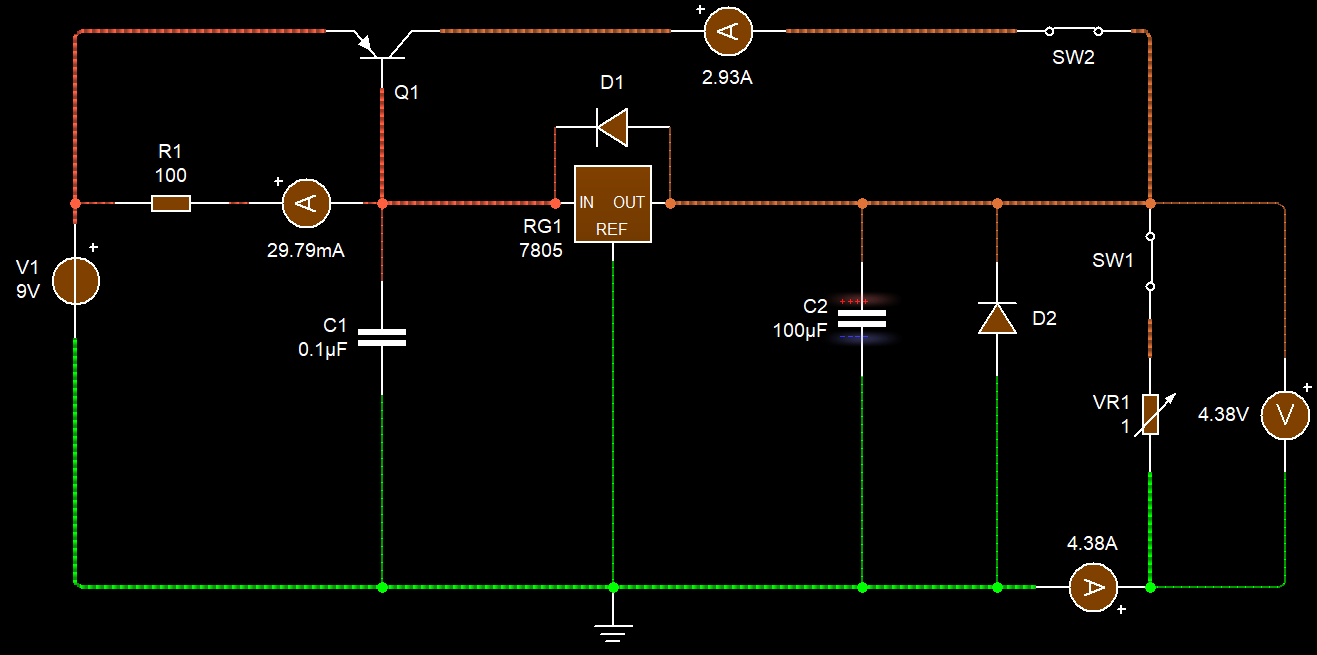 +
2.93A
SW2
Q1
D1
R1
100
+
29.79mA
IN OUT
REF
RG1
7805
V1
9V
+
SW1
C1
0.1µF
C2
100µF
++++
----
D2
VR1
1
4.38V
V
+
4.38A
A
+
A
A